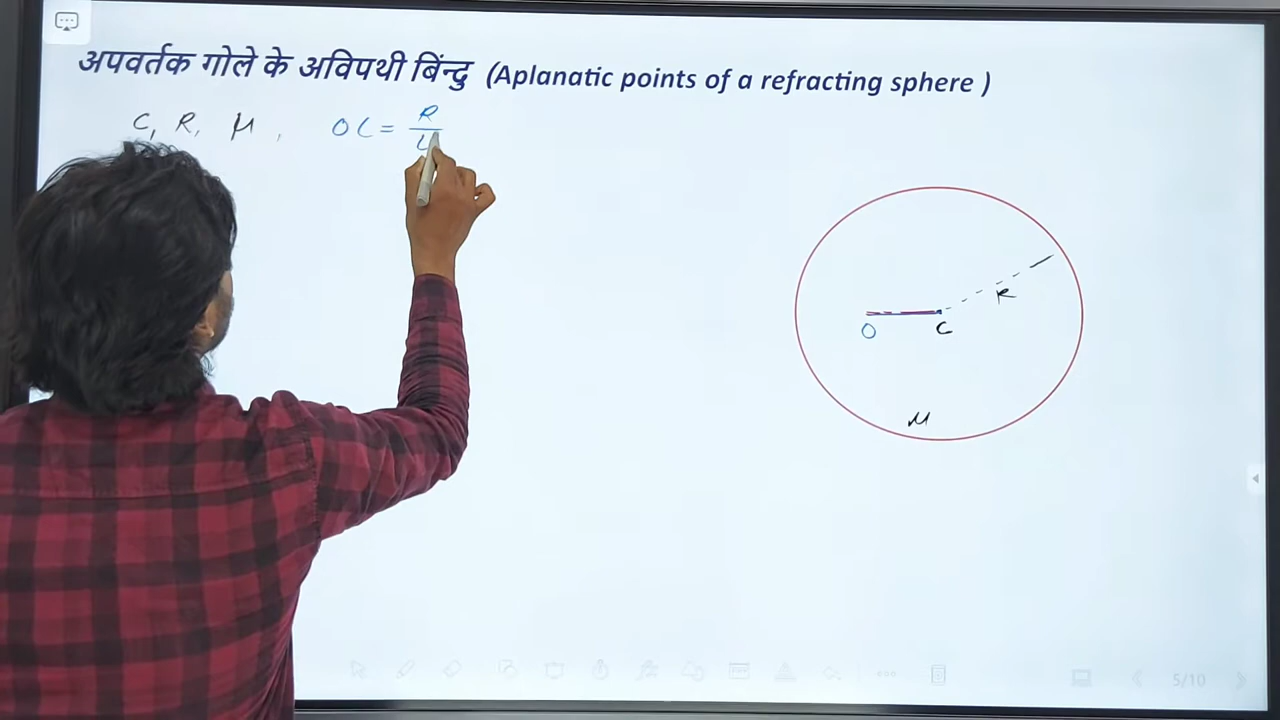 अपवर्तक गोले के अविपथी बिंन्दु (Aplanatic points of a refracting sphere )
C, R, μ, OC = R
R
O C
μ
5/10